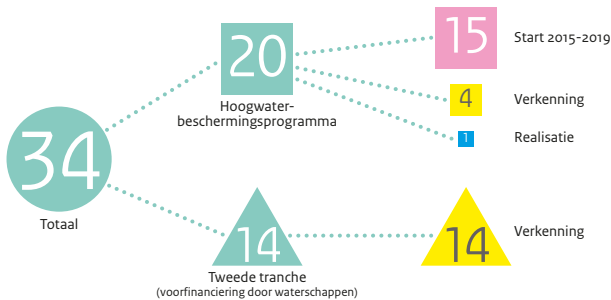 34
Totaal
20
Hoogwater-
beschermingsprogramma
15
Start 2015-2019
4
Verkenning
1
Realisatie
14
Tweede tranche
(voorfinanciering door waterschappen)
14
Verkenning